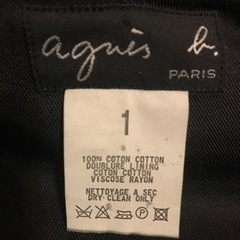 agnès b.
PARIS
1
100% COTON COTTON
DOUBLURE LINING
COTON COTTON
VISCOSE RAYON
NETTOYAGE A SEC
DRY CLEAN ONLY